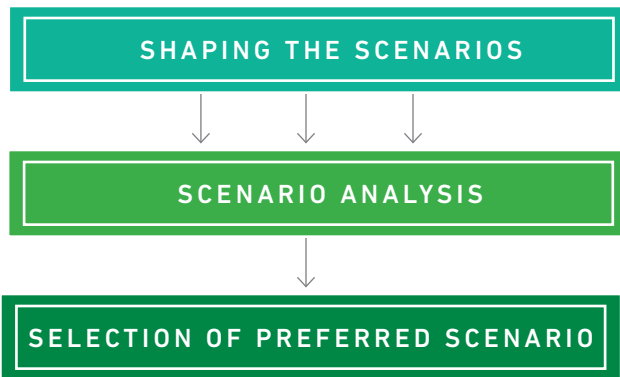 SHAPING THE SCENARIOS
SCENARIO ANALYSIS
SELECTION OF PREFERRED SCENARIO